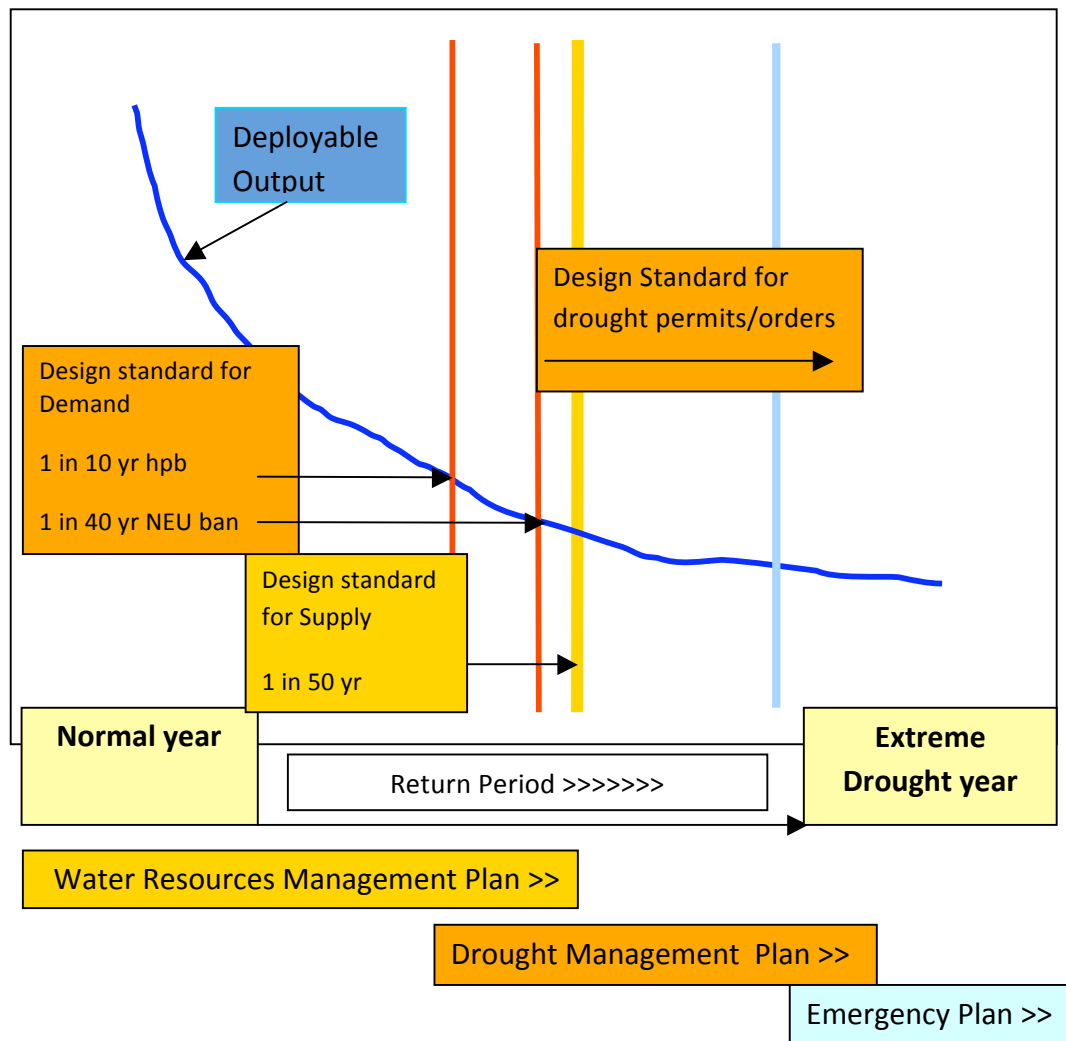 Deployable
Output
Design Standard for
drought permits/orders
Design standard for
Demand
1 in 10 yr hpb
1 in 40 yr NEU ban
Design standard
for Supply
1 in 50 yr
Normal year
Return Period >>>>>>>
Extreme
Drought year
Water Resources Management Plan >>
Drought Management Plan >>
Emergency Plan >>